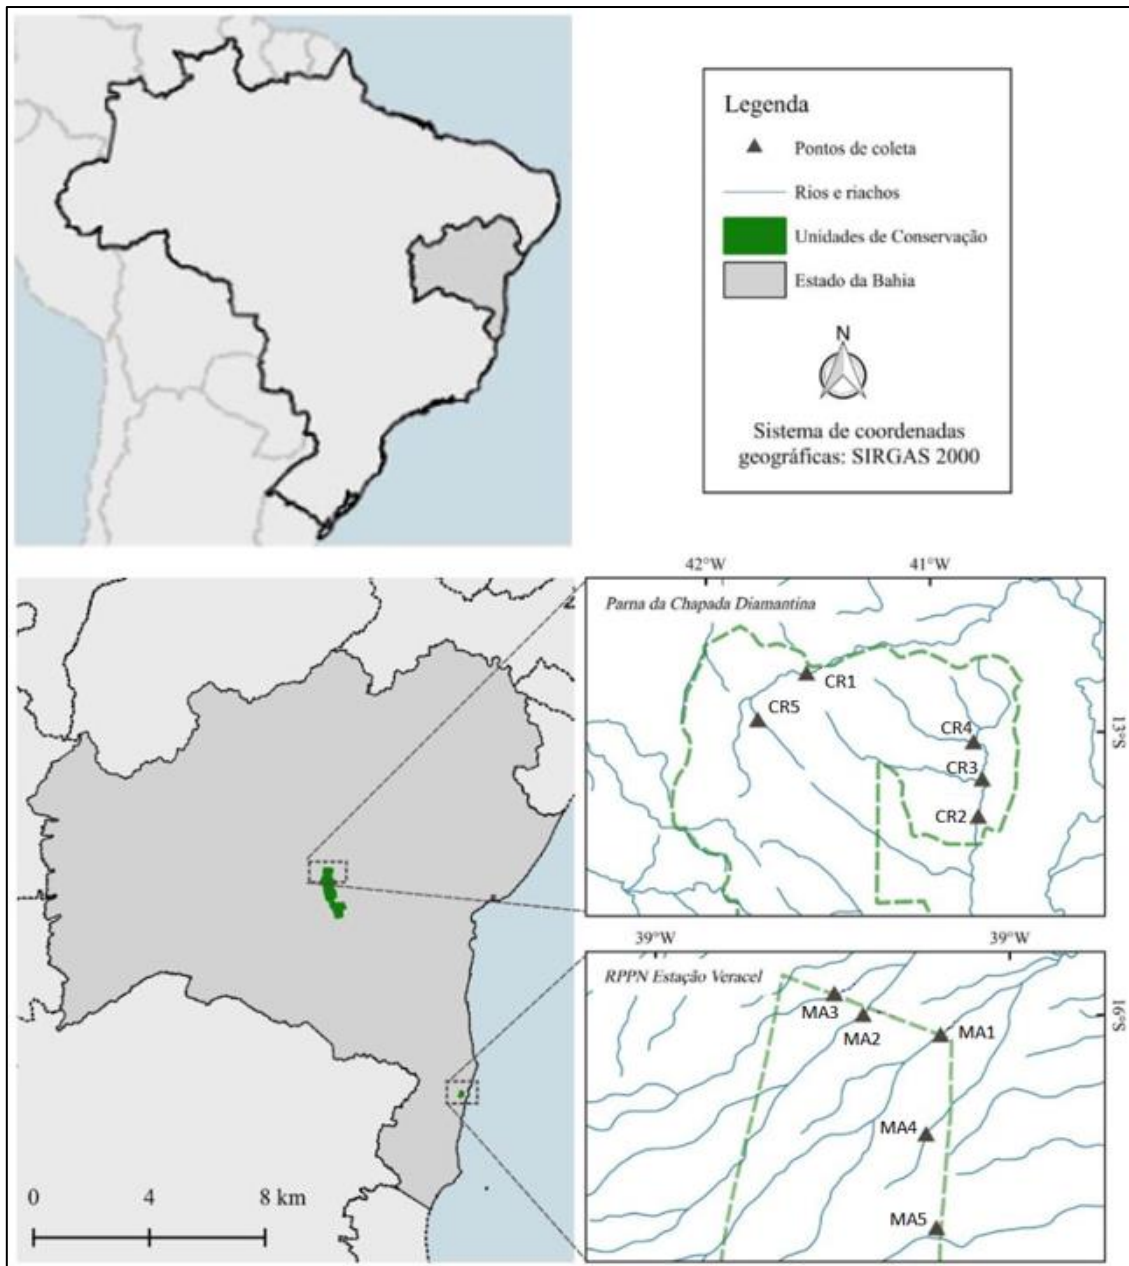 Legenda
Pontos de coleta
Rios e riachos
Unidades de Conservação
Estado da Bahia
N
Sistema de coordenadas
geográficas: SIRGAS 2000
42°W 41°W
Parna da Chapada Diamantina
CR1
CR5
13°S
CR4
CR3
CR2
39°W 39°W
RPPN Estação Veracel
16°S
MA3
MA2
MA1
MA4
MA5
0 4 8 km